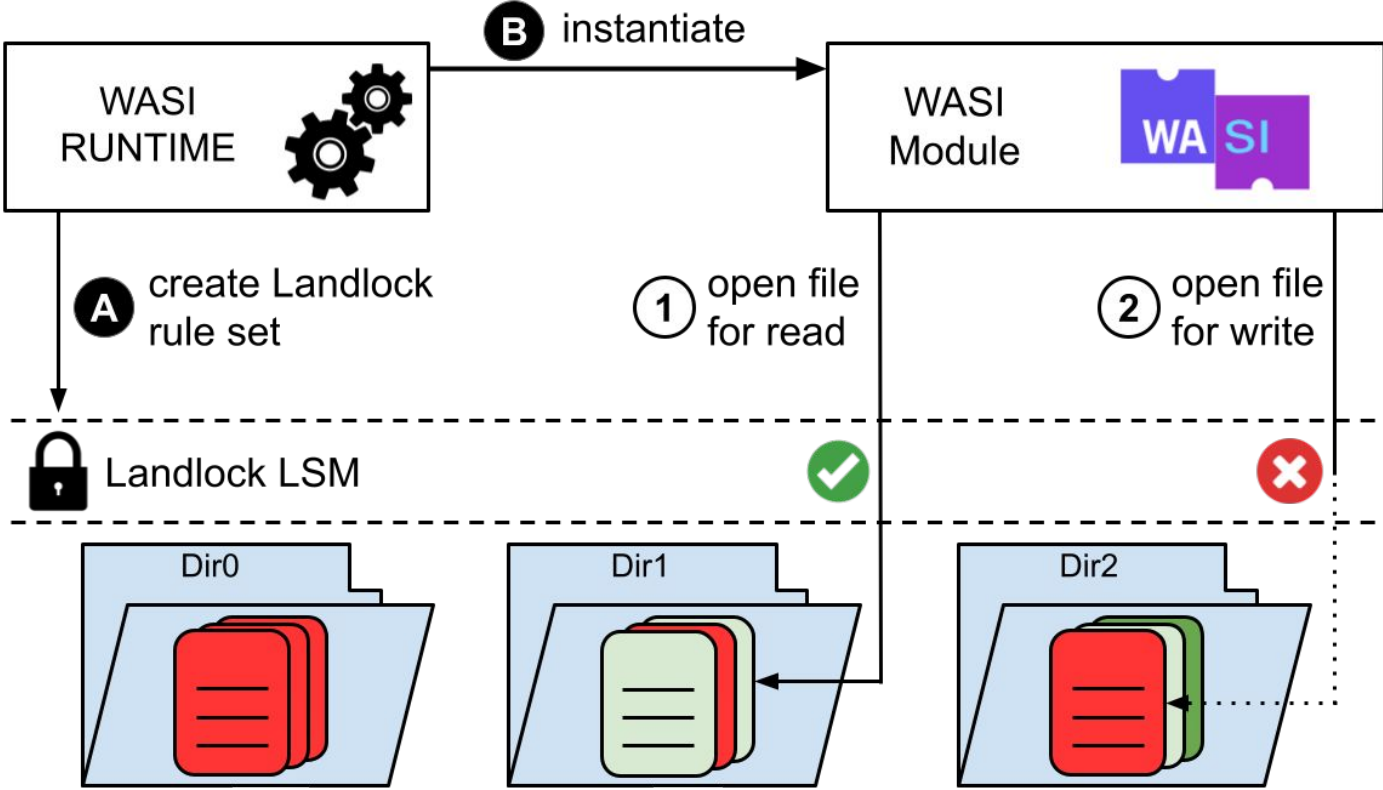 B instantiate
WASI
RUNTIME
WASI
Module
WA SI
A create Landlock
rule set
1 open file
for read
2 open file
for write
Landlock LSM
Dir0
Dir1
Dir2